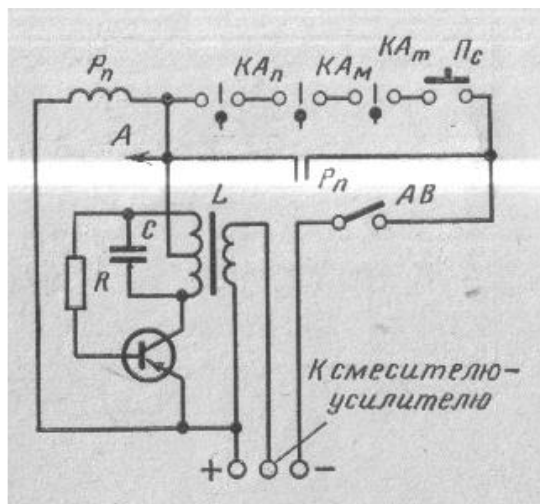 Рп КАп КАм КАт Пс
А Рп
L АВ
С
R
К смесителю-
усилителю
+ −